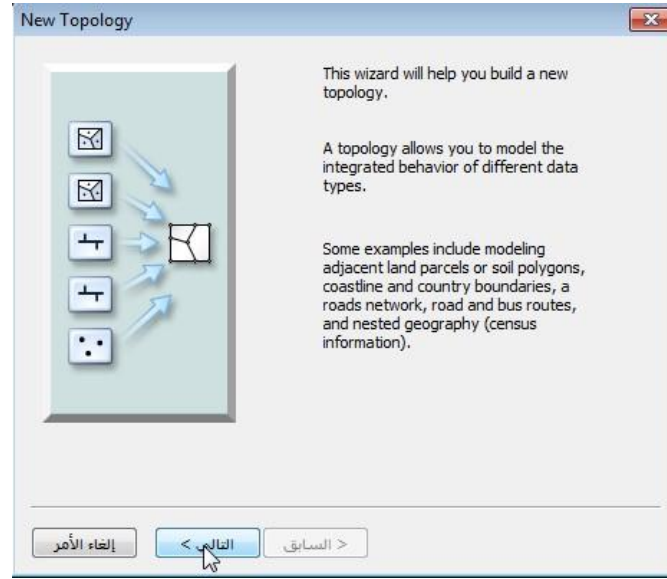 New Topology
This wizard will help you build a new
topology.
A topology allows you to model the
integrated behavior of different data
types.
Some examples include modeling
adjacent land parcels or soil polygons,
coastline and country boundaries, a
roads network, road and bus routes,
and nested geography (census
information).
< السابق
التالي >
إلغاء الأمر